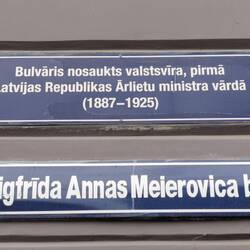 Bulvāris nosaukts valstsvīra, pirmā
Latvijas Republikas Ārlietu ministra vārdā
(1887–1925)
igfrīda Annas Meierovica b